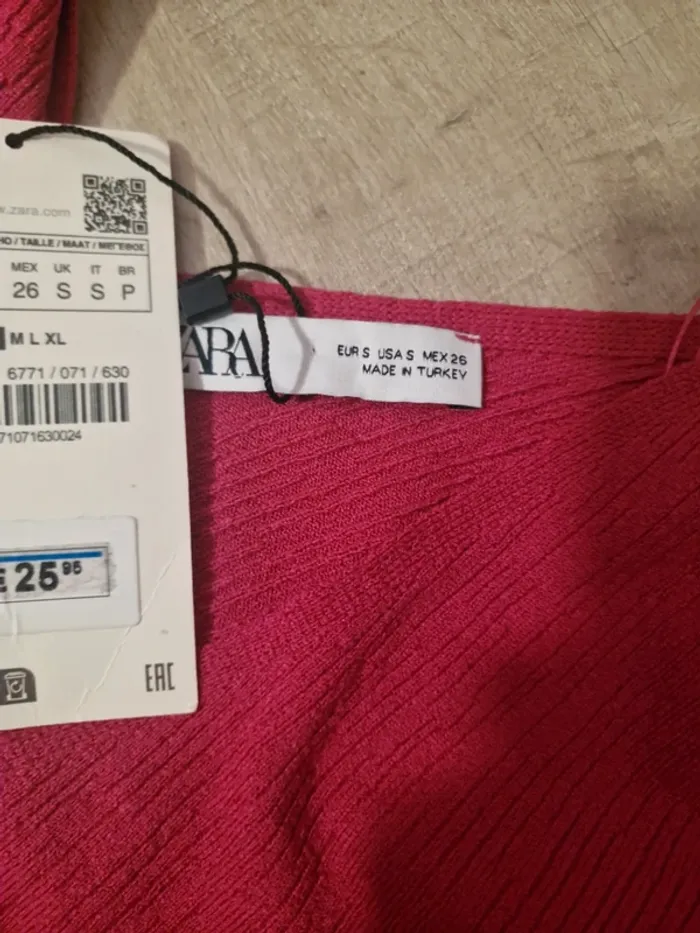 w.zara.com
HO / TAILLE / MAAT / ΜΕΓΕΘΟΣ
MEX UK IT BR
26 S S P
M L XL
6771 / 071 / 630
71071630024
€ 25 95
EAC
ZARA
EUR S USA S MEX 26
MADE IN TURKEY